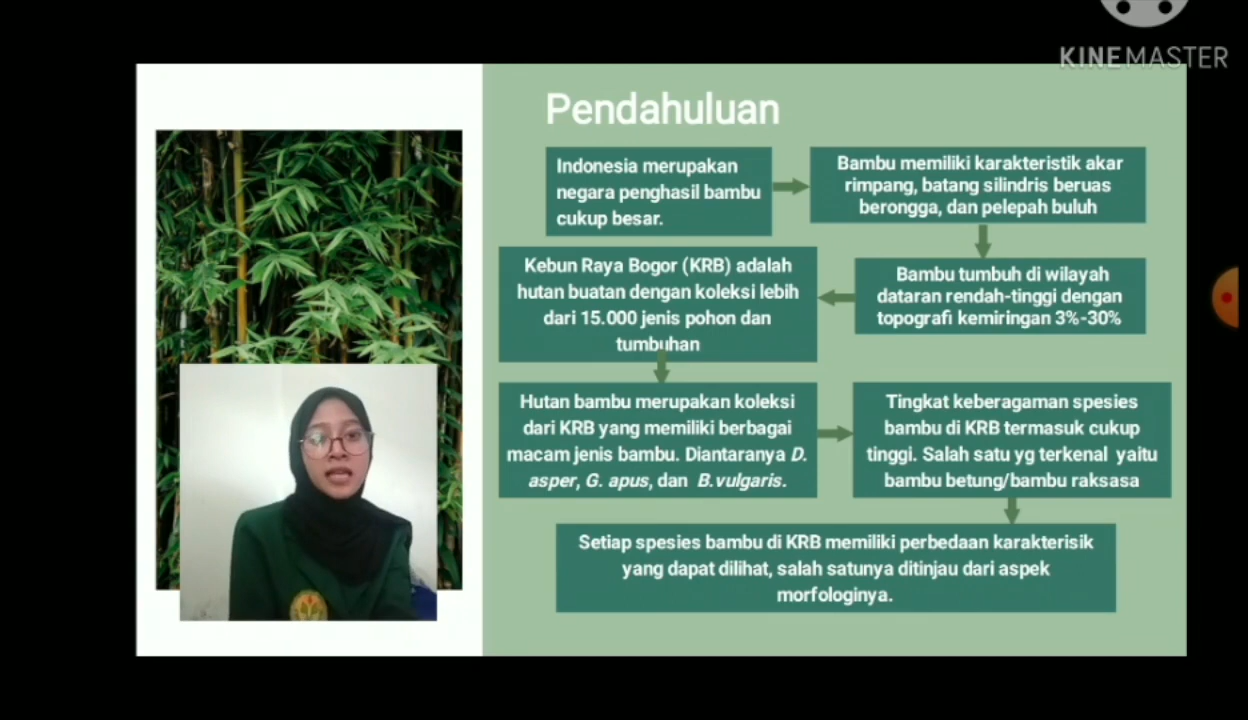 KINEMASTER
Pendahuluan
Indonesia merupakan
negara penghasil bambu
cukup besar.
Bambu memiliki karakteristik akar
rimpang, batang silindris beruas
berongga, dan pelepah buluh
Bambu tumbuh di wilayah
dataran rendah-tinggi dengan
topografi kemiringan 3%-30%
Kebun Raya Bogor (KRB) adalah
hutan buatan dengan koleksi lebih
dari 15.000 jenis pohon dan
tumbuhan
Hutan bambu merupakan koleksi
dari KRB yang memiliki berbagai
macam jenis bambu. Diantaranya D.
asper, G. apus, dan B.vulgaris.
Tingkat keberagaman spesies
bambu di KRB termasuk cukup
tinggi. Salah satu yg terkenal yaitu
bambu betung/bambu raksasa
Setiap spesies bambu di KRB memiliki perbedaan karakterisik
yang dapat dilihat, salah satunya ditinjau dari aspek
morfologinya.